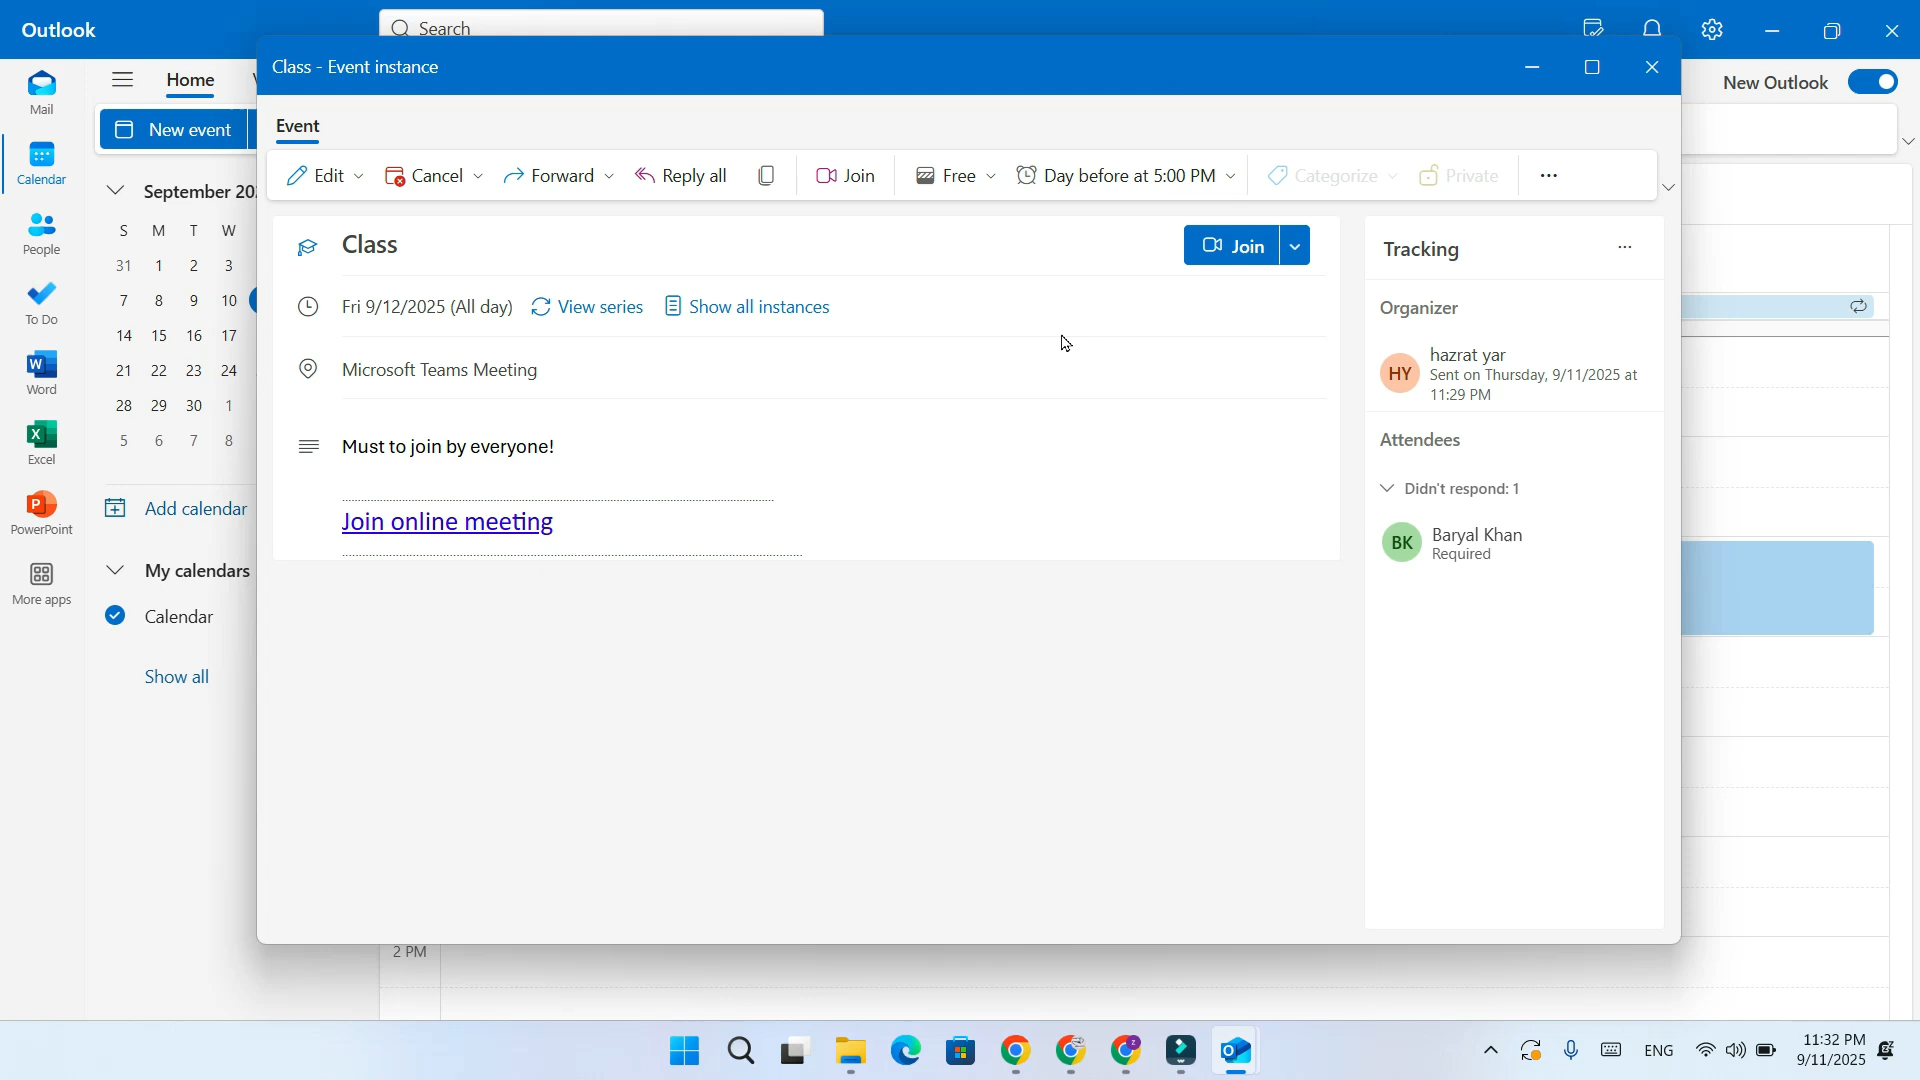 Outlook
Search
Class - Event instance
Mail
Home
New Outlook
New event
Event
Edit
Cancel
Forward
Reply all
Join
Free
Day before at 5:00 PM
Categorize
Private
Calendar
September 20
S M T W
31 1 2 3
7 8 9 10
14 15 16 17
21 22 23 24
28 29 30 1
5 6 7 8
People
To Do
Word
Excel
PowerPoint
More apps
Add calendar
My calendars
Calendar
Show all
Class
Join
Fri 9/12/2025 (All day)
View series
Show all instances
Microsoft Teams Meeting
Must to join by everyone!
Join online meeting
Tracking
Organizer
HY
hazrat yar
Sent on Thursday, 9/11/2025 at
11:29 PM
Attendees
Didn't respond: 1
BK
Baryal Khan
Required
2 PM
ENG
11:32 PM
9/11/2025